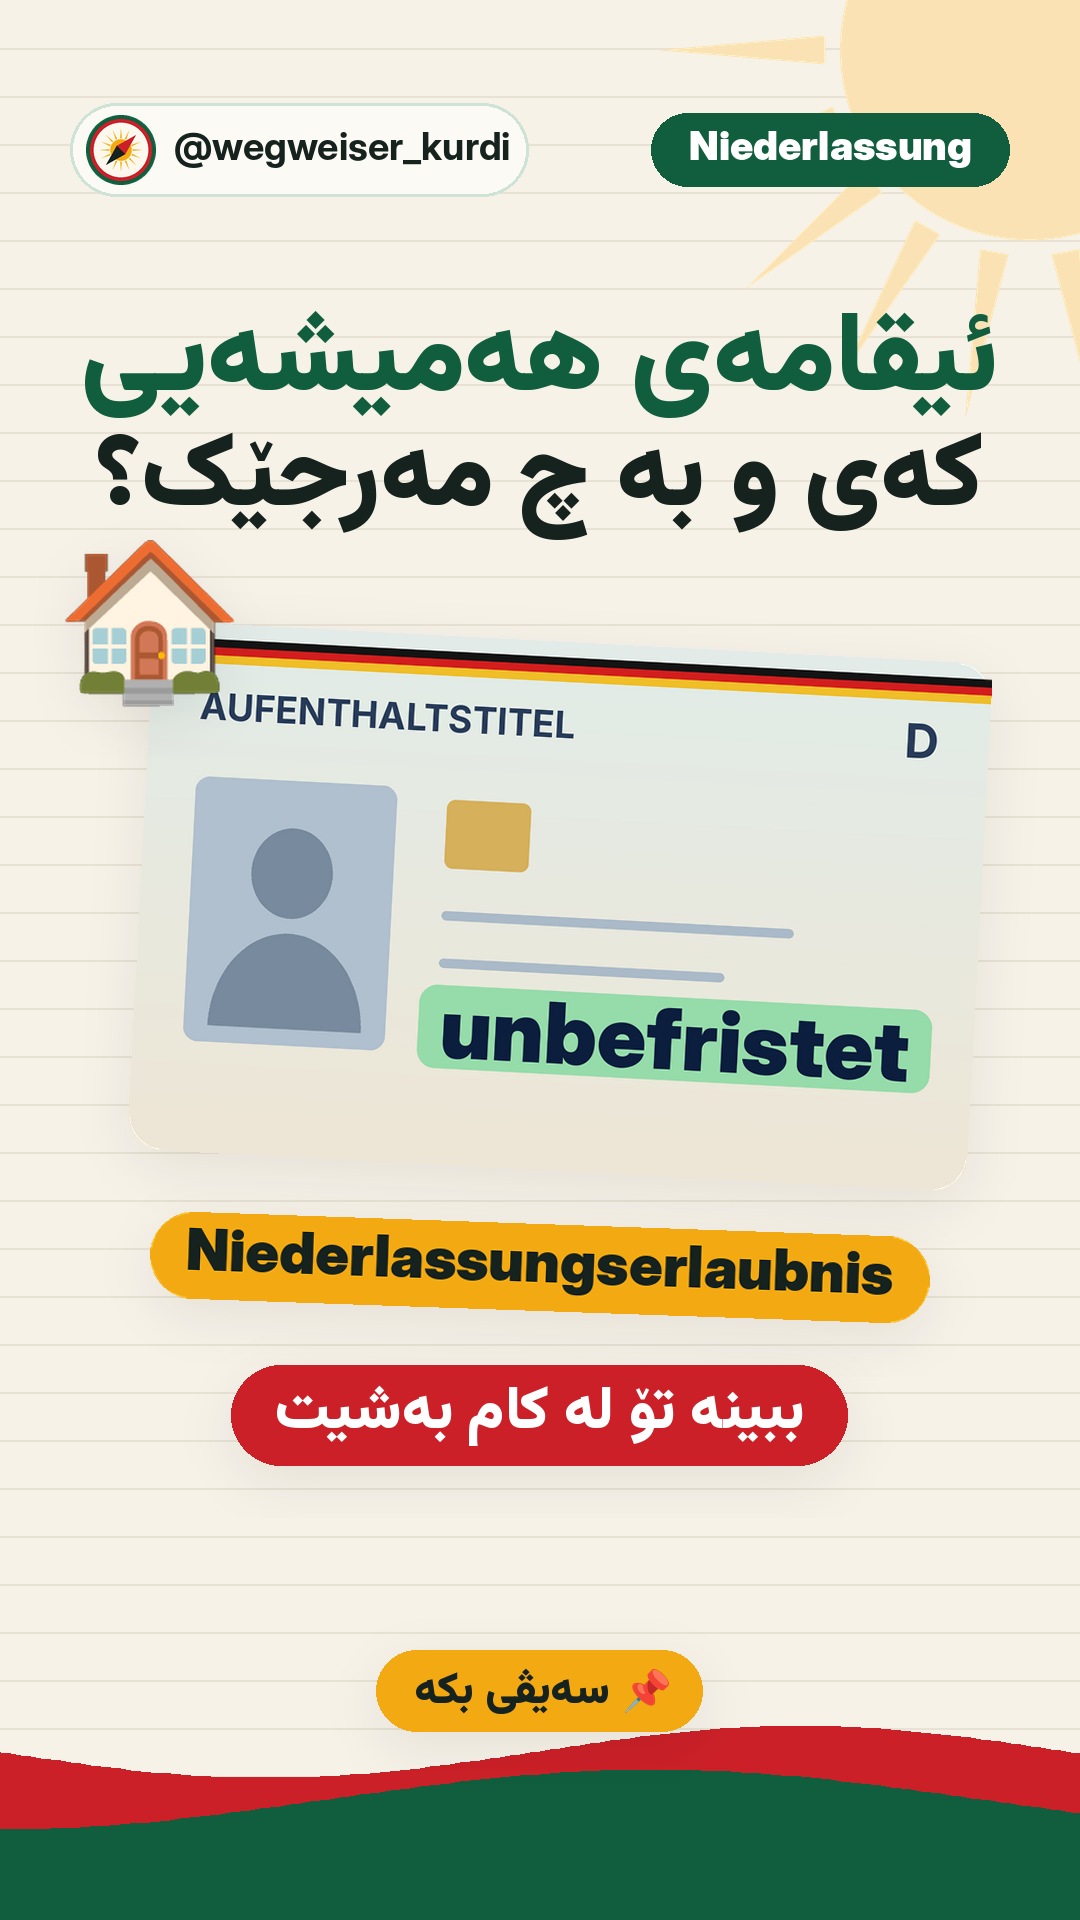 @wegweiser_kurdi
Niederlassung
ئیقامەی هەمیشەیی
کەی و بە چ مەرجێک؟
AUFENTHALTSTITEL
D
unbefristet
Niederlassungserlaubnis
ببینە تۆ لە کام بەشیت
📌 سەیڤی بکە